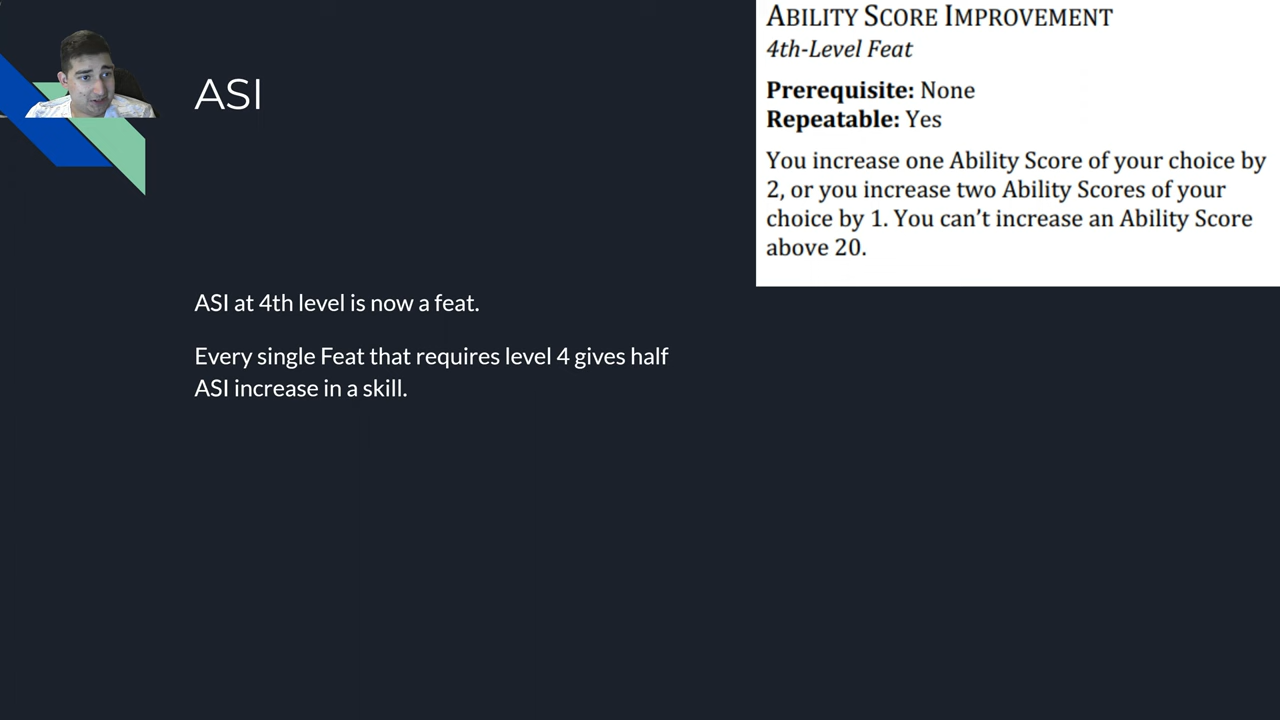 ASI
ABILITY SCORE IMPROVEMENT
4th-Level Feat
Prerequisite: None
Repeatable: Yes
You increase one Ability Score of your choice by
2, or you increase two Ability Scores of your
choice by 1. You can’t increase an Ability Score
above 20.
ASI at 4th level is now a feat.
Every single Feat that requires level 4 gives half
ASI increase in a skill.